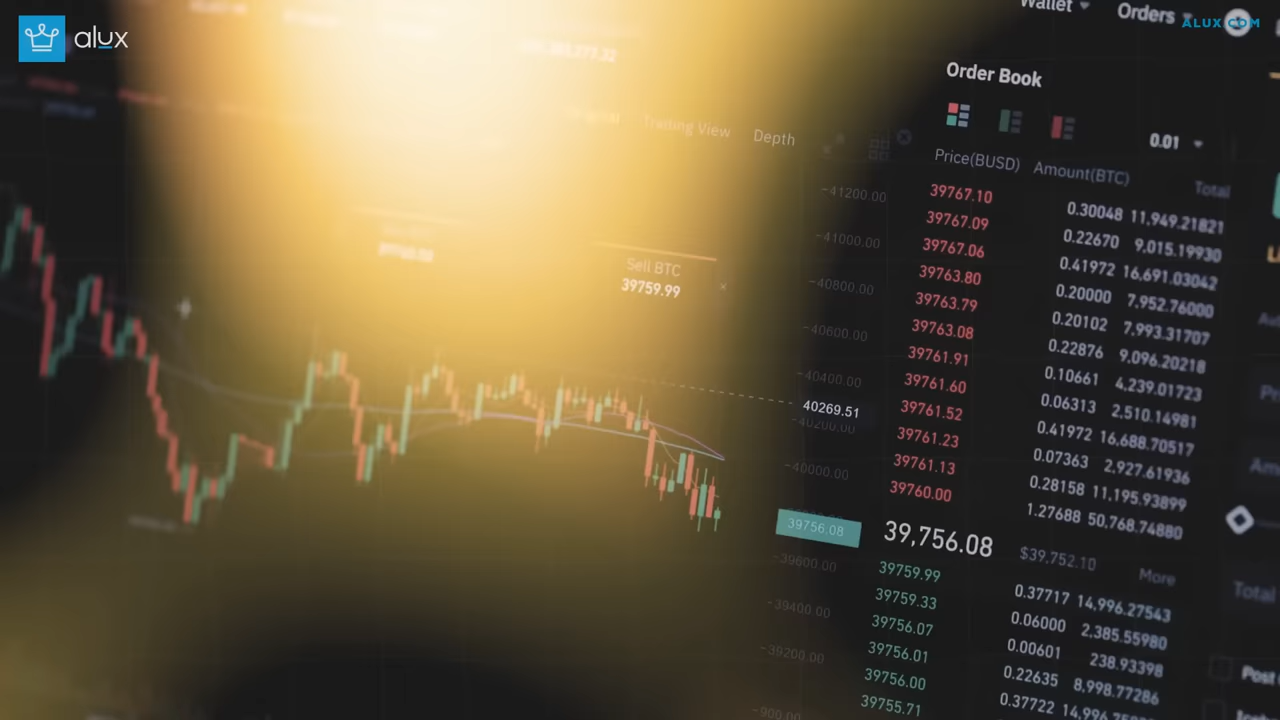 alux
ALUX.COM
Wallet
Orders
Order Book
Trading View
Depth
0.01
Price(BUSD) Amount(BTC) Total
39767.10 0.30048 11,949.21821
39767.09 0.22670 9,015.19930
39767.06 0.41972 16,691.03042
39763.80 0.20000 7,952.76000
39763.79 0.20102 7,993.31707
39763.08 0.22876 9,096.20218
39761.91 0.10661 4,239.01723
39761.60 0.06313 2,510.14981
39761.52 0.41972 16,688.70517
39761.23 0.07363 2,927.61936
39761.13 0.28158 11,195.93899
39760.00 1.27688 50,768.74880
39,756.08 $39,752.10 More
39759.99 0.37717 14,996.27543
39759.33 0.06000 2,385.55980
39756.07 0.00601 238.93398
39756.01 0.22635 8,998.77286
39756.00 0.37722
39755.71
Sell BTC
39759.99
41200.00
41000.00
40800.00
40600.00
40400.00
40269.51
40200.00
40000.00
39756.08
39600.00
39400.00
39200.00
Total
Post